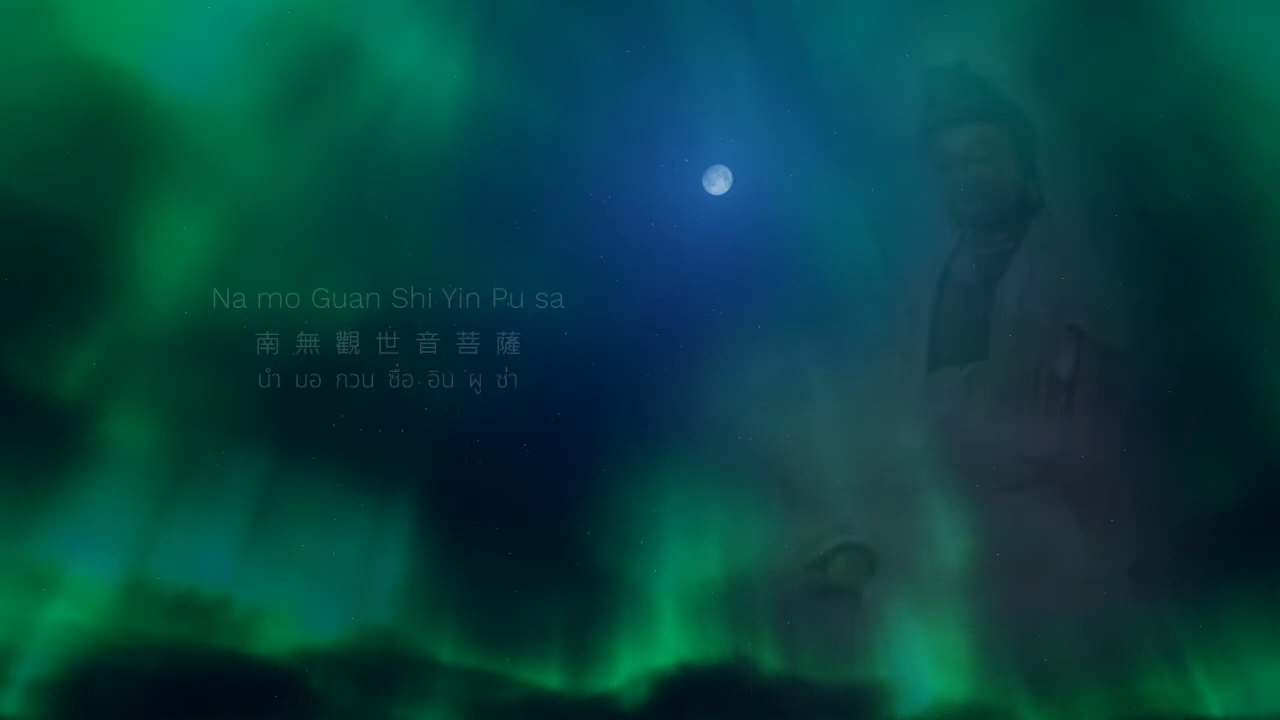 Na mo Guan Shi Yin Pu sa
南 無 觀 世 音 菩 薩
นำ มอ กวน ซื่อ อิน ผู ซ่า